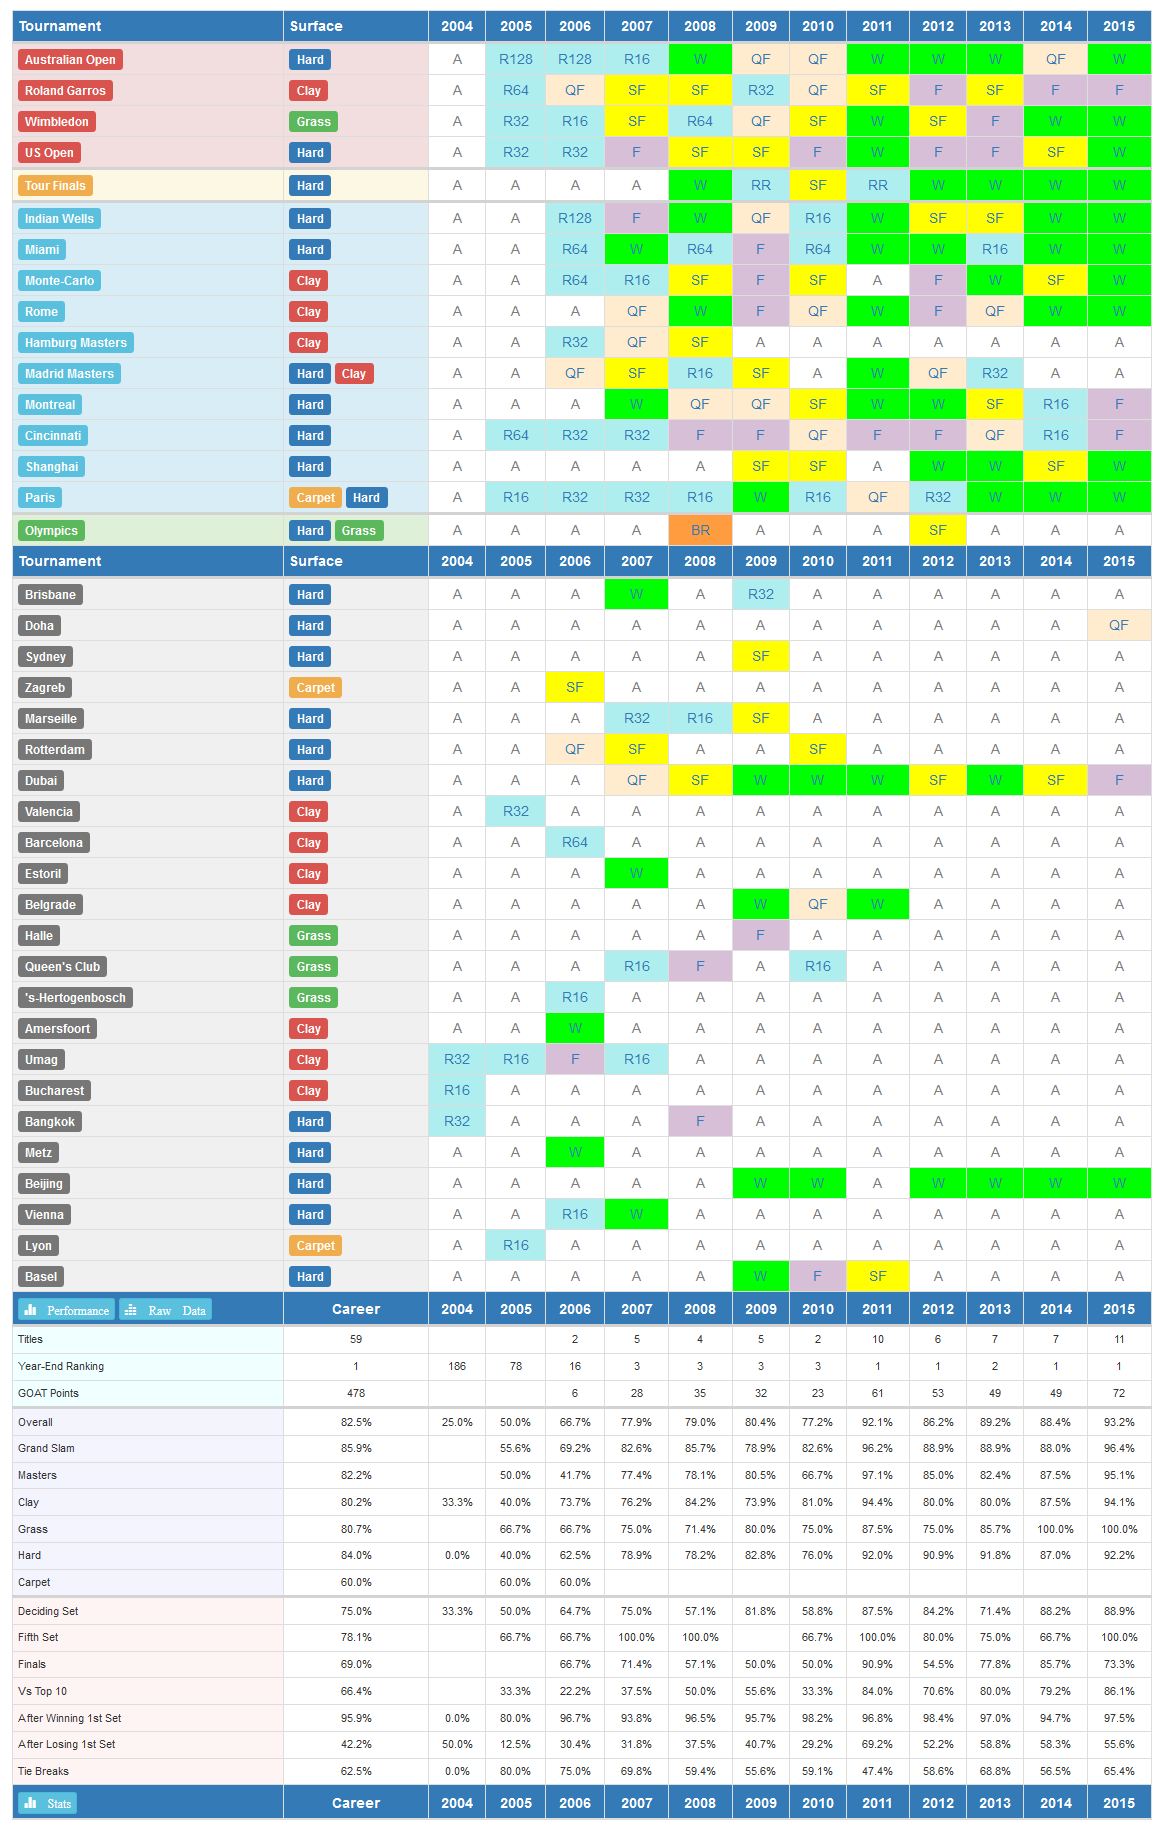 Tournament Surface 2004 2005 2006 2007 2008 2009 2010 2011 2012 2013 2014 2015
Australian Open Hard A R128 R128 R16 W QF QF W W W QF W
Roland Garros Clay A R64 QF SF SF R32 QF SF F SF F F
Wimbledon Grass A R32 R16 SF R64 QF SF W SF F W W
US Open Hard A R32 R32 F SF SF F W F F SF W
Tour Finals Hard A A A A W RR SF RR W W W W
Indian Wells Hard A A R128 F W QF R16 W SF SF W W
Miami Hard A A R64 W R64 F R64 W W R16 W W
Monte-Carlo Clay A A R64 R16 SF F SF A F W SF W
Rome Clay A A A QF W F QF W F QF W W
Hamburg Masters Clay A A R32 QF SF A A A A A A A
Madrid Masters Hard Clay A A QF SF R16 SF A W QF R32 A A
Montreal Hard A A A W QF QF SF W W SF R16 F
Cincinnati Hard A R64 R32 R32 F F QF F F QF R16 F
Shanghai Hard A A A A A SF SF A W W SF W
Paris Carpet Hard A R16 R32 R32 R16 W R16 QF R32 W W W
Olympics Hard Grass A A A A BR A A A SF A A A
Tournament Surface 2004 2005 2006 2007 2008 2009 2010 2011 2012 2013 2014 2015
Brisbane Hard A A A W A R32 A A A A A A
Doha Hard A A A A A A A A A A A QF
Sydney Hard A A A A A SF A A A A A A
Zagreb Carpet A A SF A A A A A A A A A
Marseille Hard A A A R32 R16 SF A A A A A A
Rotterdam Hard A A QF SF A A SF A A A A A
Dubai Hard A A A QF SF W W W SF W SF F
Valencia Clay A R32 A A A A A A A A A A
Barcelona Clay A A R64 A A A A A A A A A
Estoril Clay A A A W A A A A A A A A
Belgrade Clay A A A A A W QF W A A A A
Halle Grass A A A A A F A A A A A A
Queen's Club Grass A A A R16 F A R16 A A A A A
's-Hertogenbosch Grass A A R16 A A A A A A A A A
Amersfoort Clay A A W A A A A A A A A A
Umag Clay R32 R16 F R16 A A A A A A A A
Bucharest Clay R16 A A A A A A A A A A A
Bangkok Hard R32 A A A F A A A A A A A
Metz Hard A A W A A A A A A A A A
Beijing Hard A A A A A W W A W W W W
Vienna Hard A A R16 W A A A A A A A A
Lyon Carpet A R16 A A A A A A A A A A
Basel Hard A A A A A W F SF A A A A
Performance Raw Data Career 2004 2005 2006 2007 2008 2009 2010 2011 2012 2013 2014 2015
Titles 59 2 5 4 5 2 10 6 7 7 11
Year-End Ranking 1 186 78 16 3 3 3 3 1 1 2 1 1
GOAT Points 478 6 28 35 32 23 61 53 49 49 72
Overall 82.5% 25.0% 50.0% 66.7% 77.9% 79.0% 80.4% 77.2% 92.1% 86.2% 89.2% 88.4% 93.2%
Grand Slam 85.9% 55.6% 69.2% 82.6% 85.7% 78.9% 82.6% 96.2% 88.9% 88.9% 88.0% 96.4%
Masters 82.2% 50.0% 41.7% 77.4% 78.1% 80.5% 66.7% 97.1% 85.0% 82.4% 87.5% 95.1%
Clay 80.2% 33.3% 40.0% 73.7% 76.2% 84.2% 73.9% 81.0% 94.4% 80.0% 80.0% 87.5% 94.1%
Grass 80.7% 66.7% 66.7% 75.0% 71.4% 80.0% 75.0% 87.5% 75.0% 85.7% 100.0% 100.0%
Hard 84.0% 0.0% 40.0% 62.5% 78.9% 78.2% 82.8% 76.0% 92.0% 90.9% 91.8% 87.0% 92.2%
Carpet 60.0% 60.0% 60.0%
Deciding Set 75.0% 33.3% 50.0% 64.7% 75.0% 57.1% 81.8% 58.8% 87.5% 84.2% 71.4% 88.2% 88.9%
Fifth Set 78.1% 66.7% 66.7% 100.0% 100.0% 66.7% 100.0% 80.0% 75.0% 66.7% 100.0%
Finals 69.0% 66.7% 71.4% 57.1% 50.0% 50.0% 90.9% 54.5% 77.8% 85.7% 73.3%
Vs Top 10 66.4% 33.3% 22.2% 37.5% 50.0% 55.6% 33.3% 84.0% 70.6% 80.0% 79.2% 86.1%
After Winning 1st Set 95.9% 0.0% 80.0% 96.7% 93.8% 96.5% 95.7% 98.2% 96.8% 98.4% 97.0% 94.7% 97.5%
After Losing 1st Set 42.2% 50.0% 12.5% 30.4% 31.8% 37.5% 40.7% 29.2% 69.2% 52.2% 58.8% 58.3% 55.6%
Tie Breaks 62.5% 0.0% 80.0% 75.0% 69.8% 59.4% 55.6% 59.1% 47.4% 58.6% 68.8% 56.5% 65.4%
Stats Career 2004 2005 2006 2007 2008 2009 2010 2011 2012 2013 2014 2015